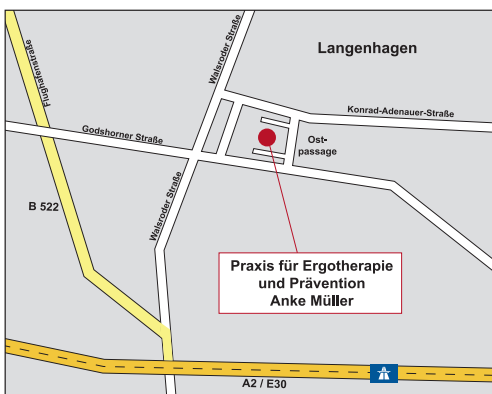 Flughafenstraße
Walsroder Straße
Langenhagen
Konrad-Adenauer-Straße
Godshorner Straße
Ost-
passage
B 522
Walsroder Straße
Praxis für Ergotherapie
und Prävention
Anke Müller
A2 / E30